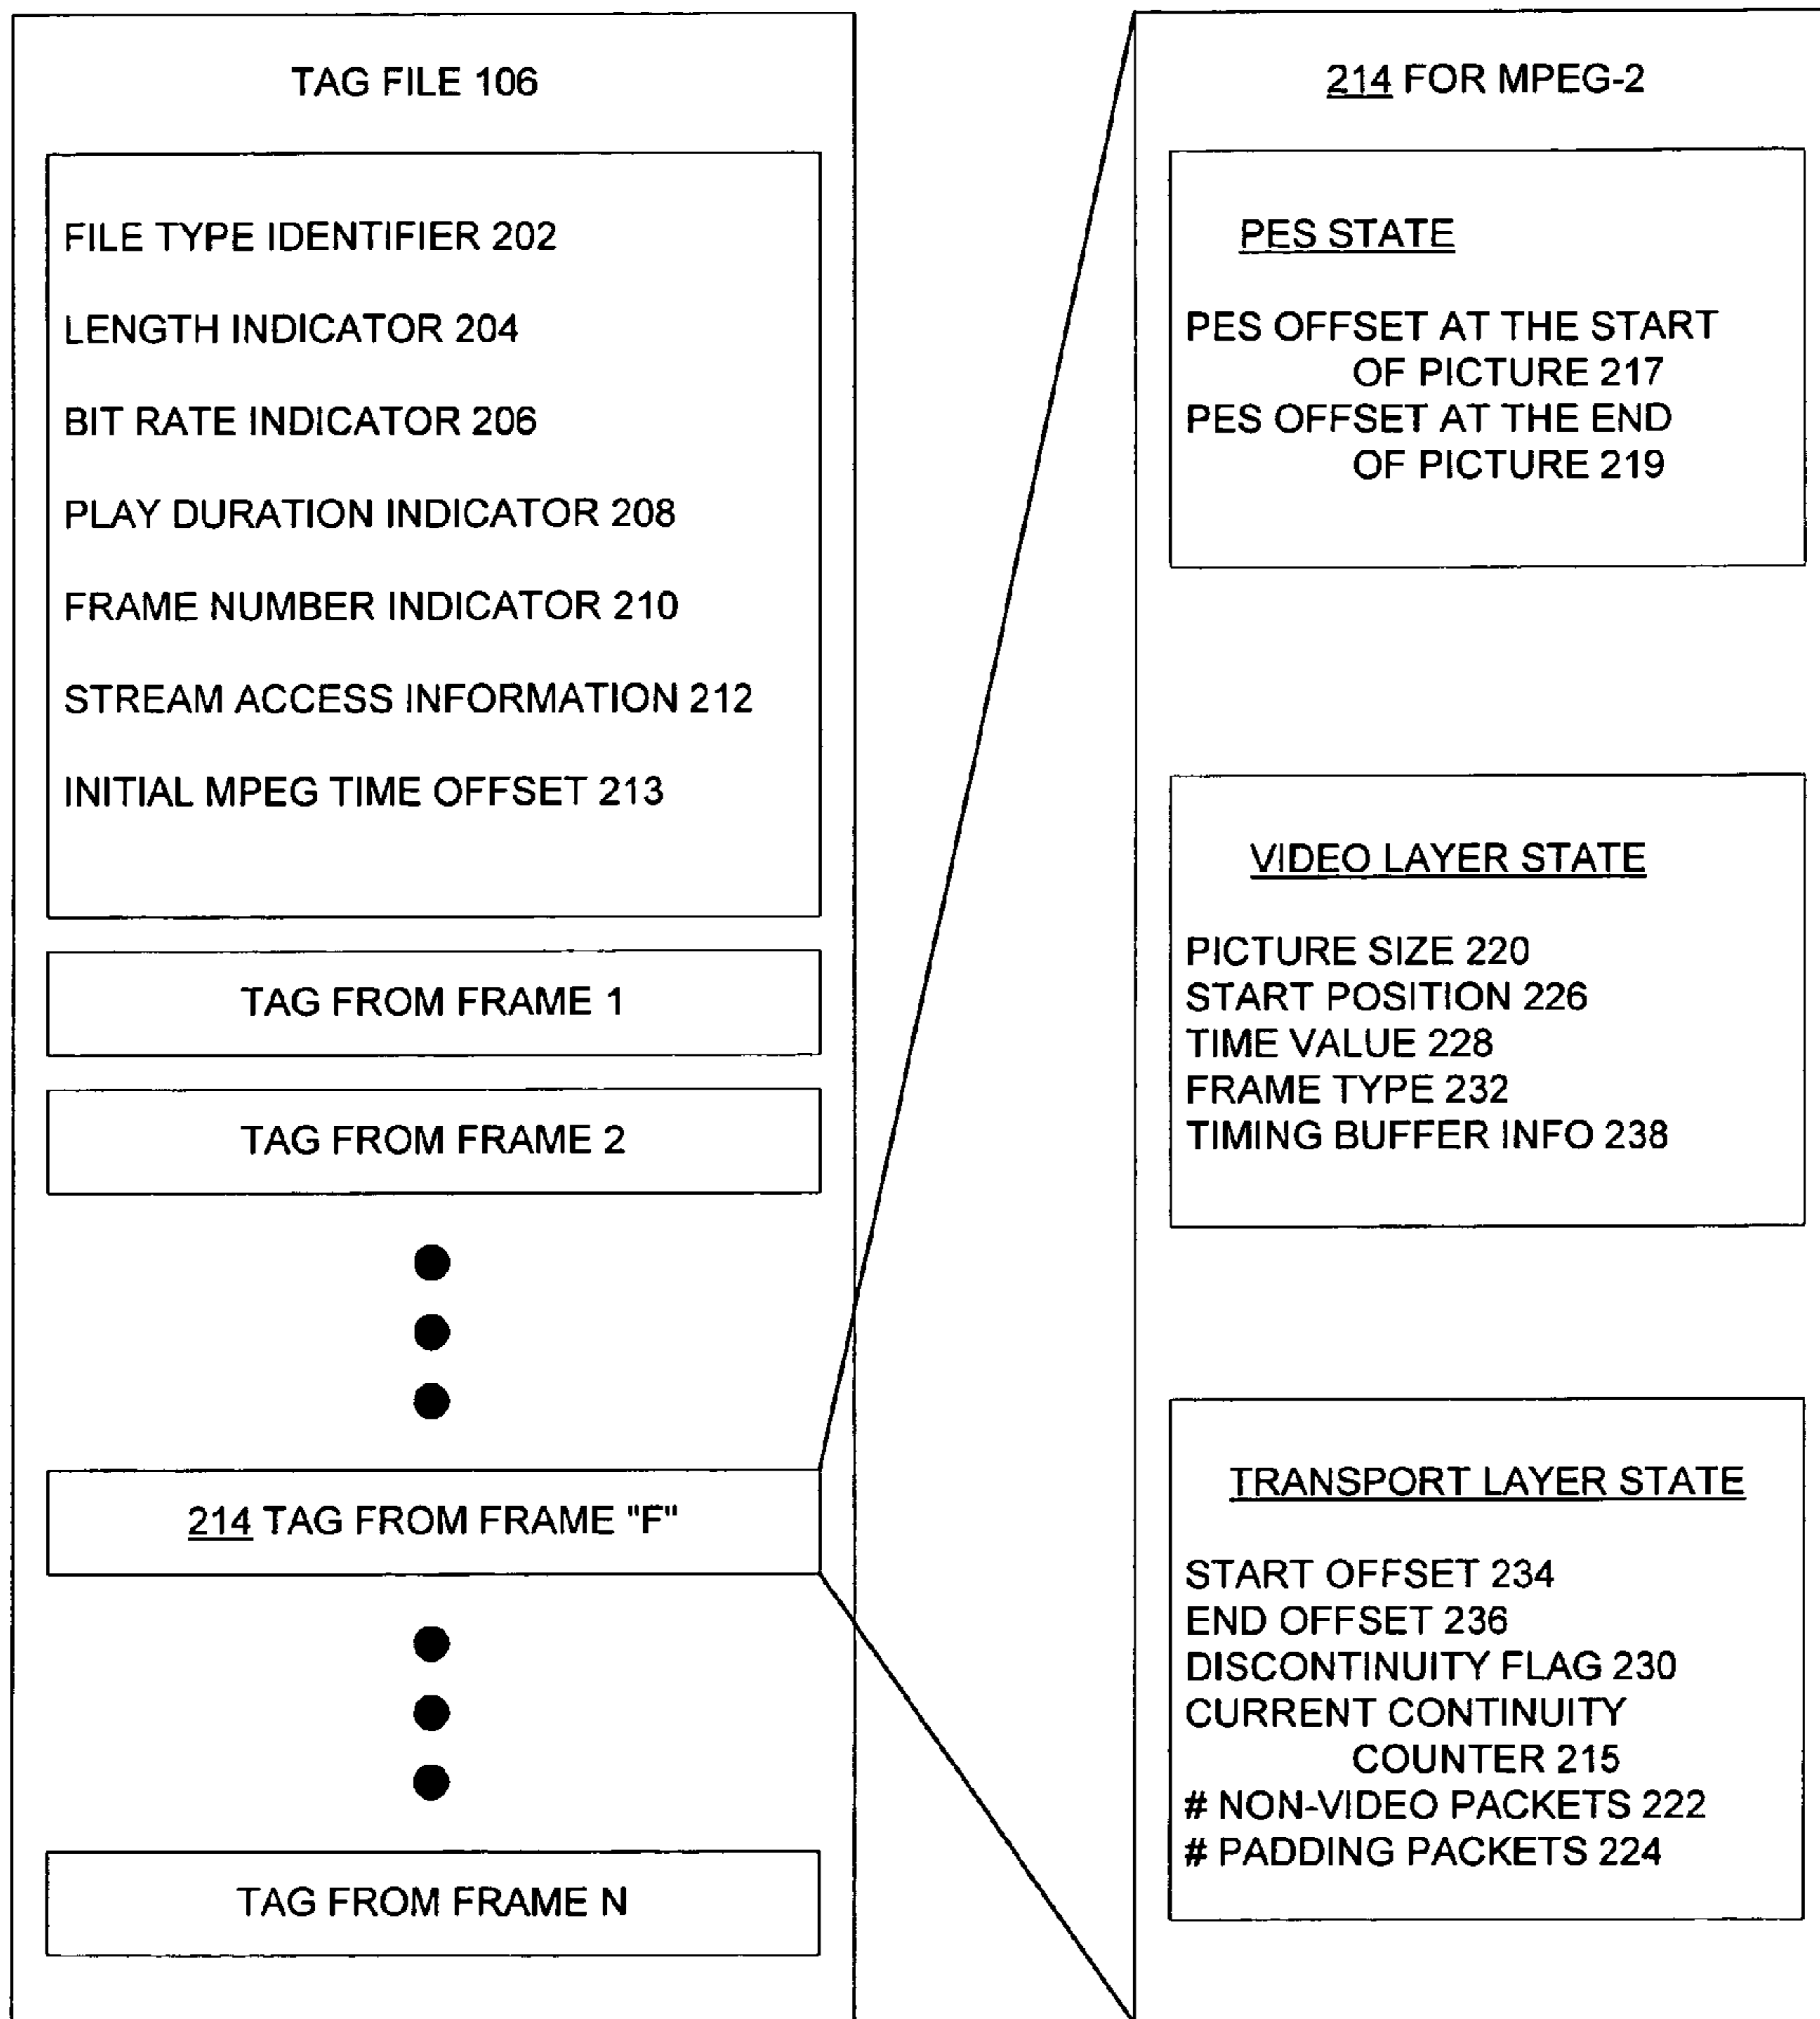 TAG FILE 106
FILE TYPE IDENTIFIER 202
LENGTH INDICATOR 204
BIT RATE INDICATOR 206
PLAY DURATION INDICATOR 208
FRAME NUMBER INDICATOR 210
STREAM ACCESS INFORMATION 212
INITIAL MPEG TIME OFFSET 213
TAG FROM FRAME 1
TAG FROM FRAME 2
214 TAG FROM FRAME "F"
TAG FROM FRAME N
214 FOR MPEG-2
PES STATE
PES OFFSET AT THE START
OF PICTURE 217
PES OFFSET AT THE END
OF PICTURE 219
VIDEO LAYER STATE
PICTURE SIZE 220
START POSITION 226
TIME VALUE 228
FRAME TYPE 232
TIMING BUFFER INFO 238
TRANSPORT LAYER STATE
START OFFSET 234
END OFFSET 236
DISCONTINUITY FLAG 230
CURRENT CONTINUITY
COUNTER 215
# NON-VIDEO PACKETS 222
# PADDING PACKETS 224